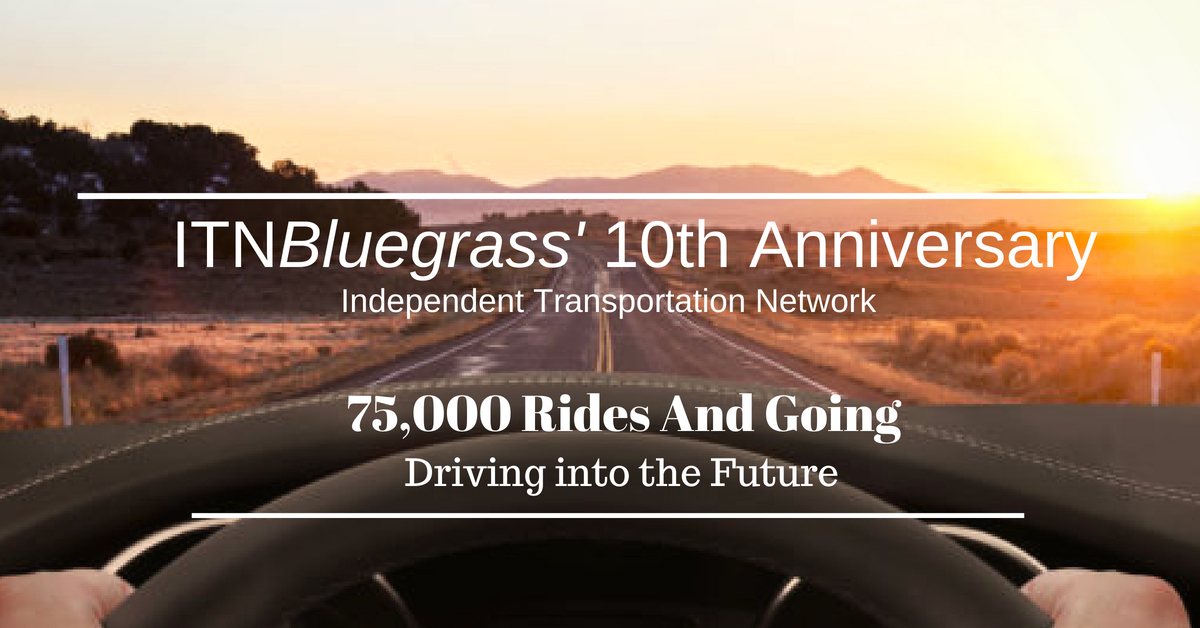 ITNBluegrass' 10th Anniversary
Independent Transportation Network
75,000 Rides And Going
Driving into the Future